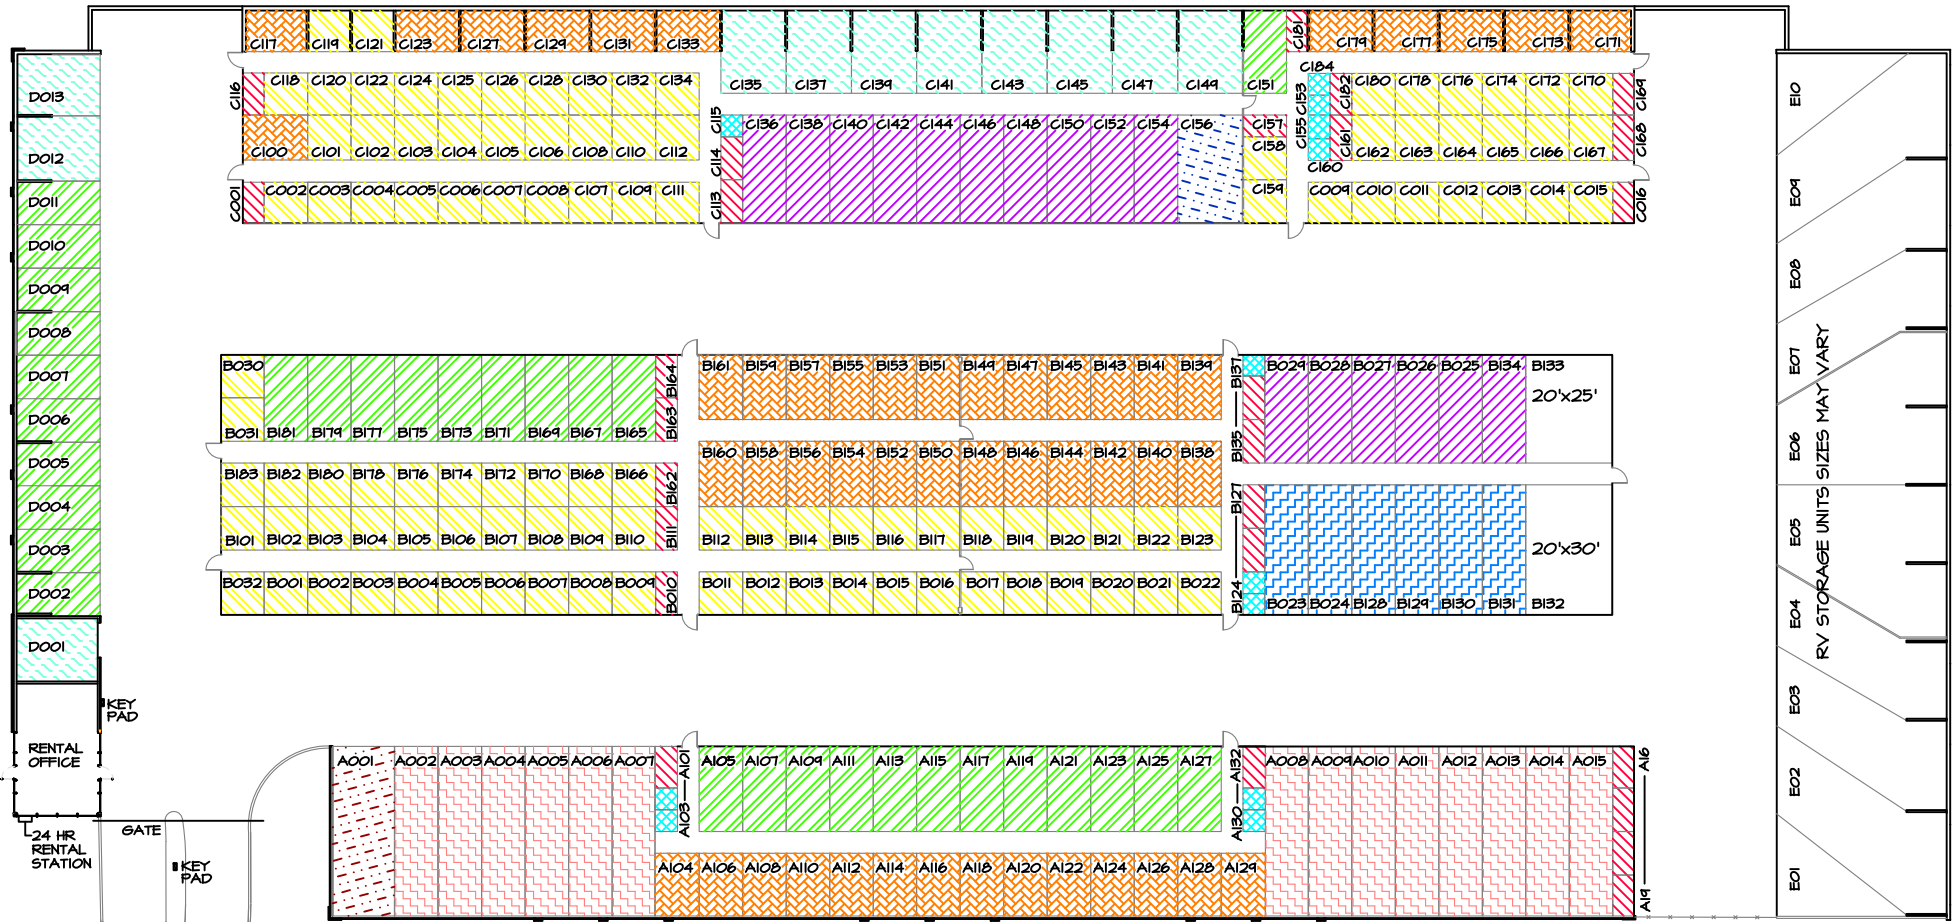 C117 C119 C121 C123 C127 C129 C131 C133 C181 C179 C177 C175 C173 C171
C135 C137 C139 C141 C143 C145 C147 C149 C151
C184
C116 C118 C120 C122 C124 C125 C126 C128 C130 C132 C134
C153 C182 C180 C178 C176 C174 C172 C170 C169
C115 C136 C138 C140 C142 C144 C146 C148 C150 C152 C154 C156 C157
C155 C161 C168
C100 C101 C102 C103 C104 C105 C106 C108 C110 C112 C114 C158
C162 C163 C164 C165 C166 C167
C160
C001 C002 C003 C004 C005 C006 C007 C008 C107 C109 C111 C113 C159
C009 C010 C011 C012 C013 C014 C015 C016
D013
D012
D011
D010
D009
D008
D007
D006
D005
D004
D003
D002
D001
KEY
PAD
RENTAL
OFFICE
24 HR
RENTAL
STATION
GATE
KEY
PAD
B030 B164 B161 B159 B157 B155 B153 B151 B149 B147 B145 B143 B141 B139 B137 B029 B028 B027 B026 B025 B134 B133
20'x25'
B031 B181 B179 B177 B175 B173 B171 B169 B167 B165 B163
B160 B158 B156 B154 B152 B150 B148 B146 B144 B142 B140 B138 B135
B183 B182 B180 B178 B176 B174 B172 B170 B168 B166 B162
B127
B101 B102 B103 B104 B105 B106 B107 B108 B109 B110 B111 B112 B113 B114 B115 B116 B117 B118 B119 B120 B121 B122 B123
20'x30'
B032 B001 B002 B003 B004 B005 B006 B007 B008 B009 B010 B011 B012 B013 B014 B015 B016 B017 B018 B019 B020 B021 B022 B124
B023 B024 B128 B129 B130 B131 B132
A001 A002 A003 A004 A005 A006 A007 A101 A105 A107 A109 A111 A113 A115 A117 A119 A121 A123 A125 A127 A132 A008 A009 A010 A011 A012 A013 A014 A015 A16
A103 A130
A104 A106 A108 A110 A112 A114 A116 A118 A120 A122 A124 A126 A128 A129 A19
E10
E09
E08
E07
E06
E05
E04
E03
E02
E01
RV STORAGE UNITS SIZES MAY VARY